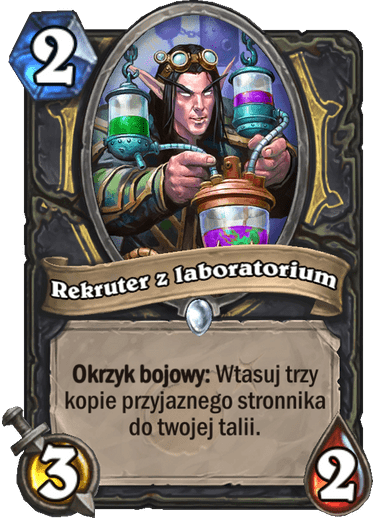 2
Rekruter z laboratorium
Okrzyk bojowy: Wtasuj trzy
kopie przyjaznego stronnika
do twojej talii.
3
2